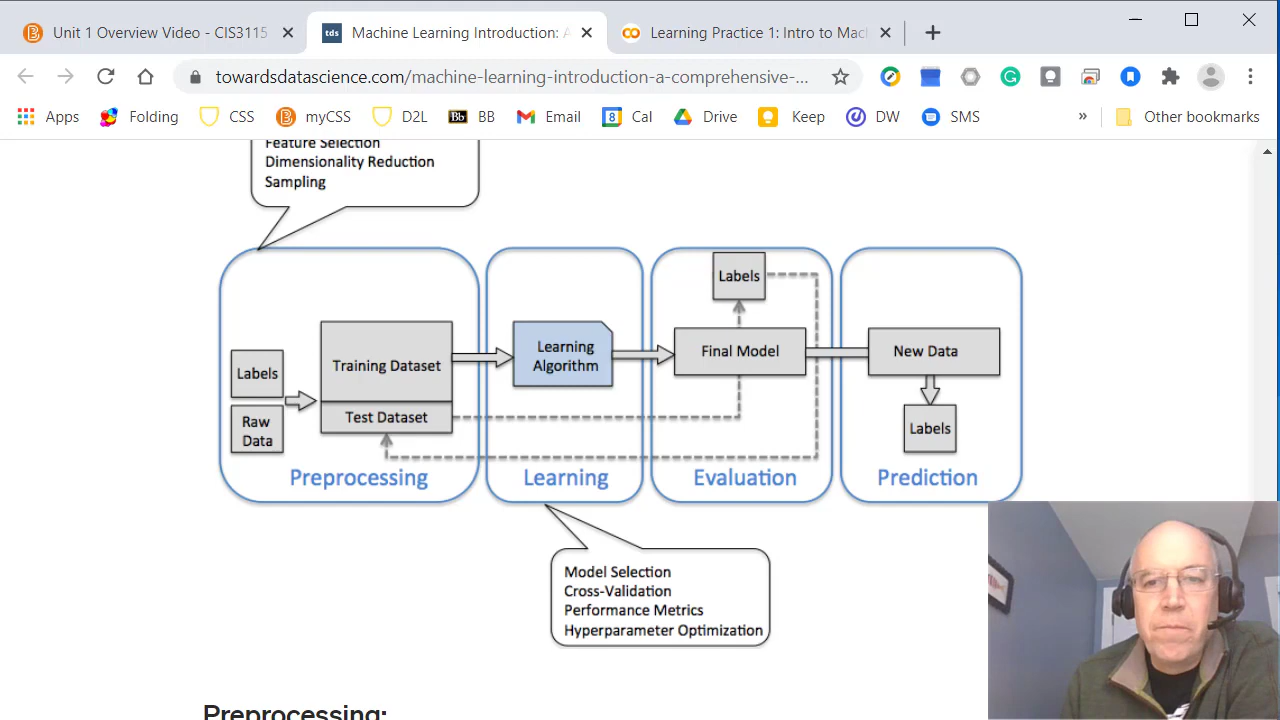 Unit 1 Overview Video - CIS3115
tds
Machine Learning Introduction: A
Learning Practice 1: Intro to Mac
towardsdatascience.com/machine-learning-introduction-a-comprehensive-...
Apps
Folding
CSS
myCSS
D2L
Bb
BB
Email
8
Cal
Drive
Keep
DW
SMS
»
Other bookmarks
Feature Selection
Dimensionality Reduction
Sampling
Labels
Raw
Data
Training Dataset
Test Dataset
Preprocessing
Learning
Algorithm
Learning
Labels
Final Model
Evaluation
New Data
Labels
Prediction
Model Selection
Cross-Validation
Performance Metrics
Hyperparameter Optimization
Preprocessing: